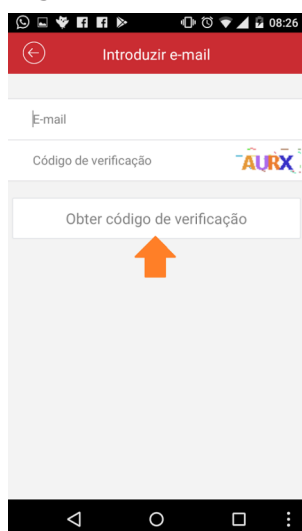 08:26
Introduzir e-mail
E-mail
Código de verificação AURX
Obter código de verificação